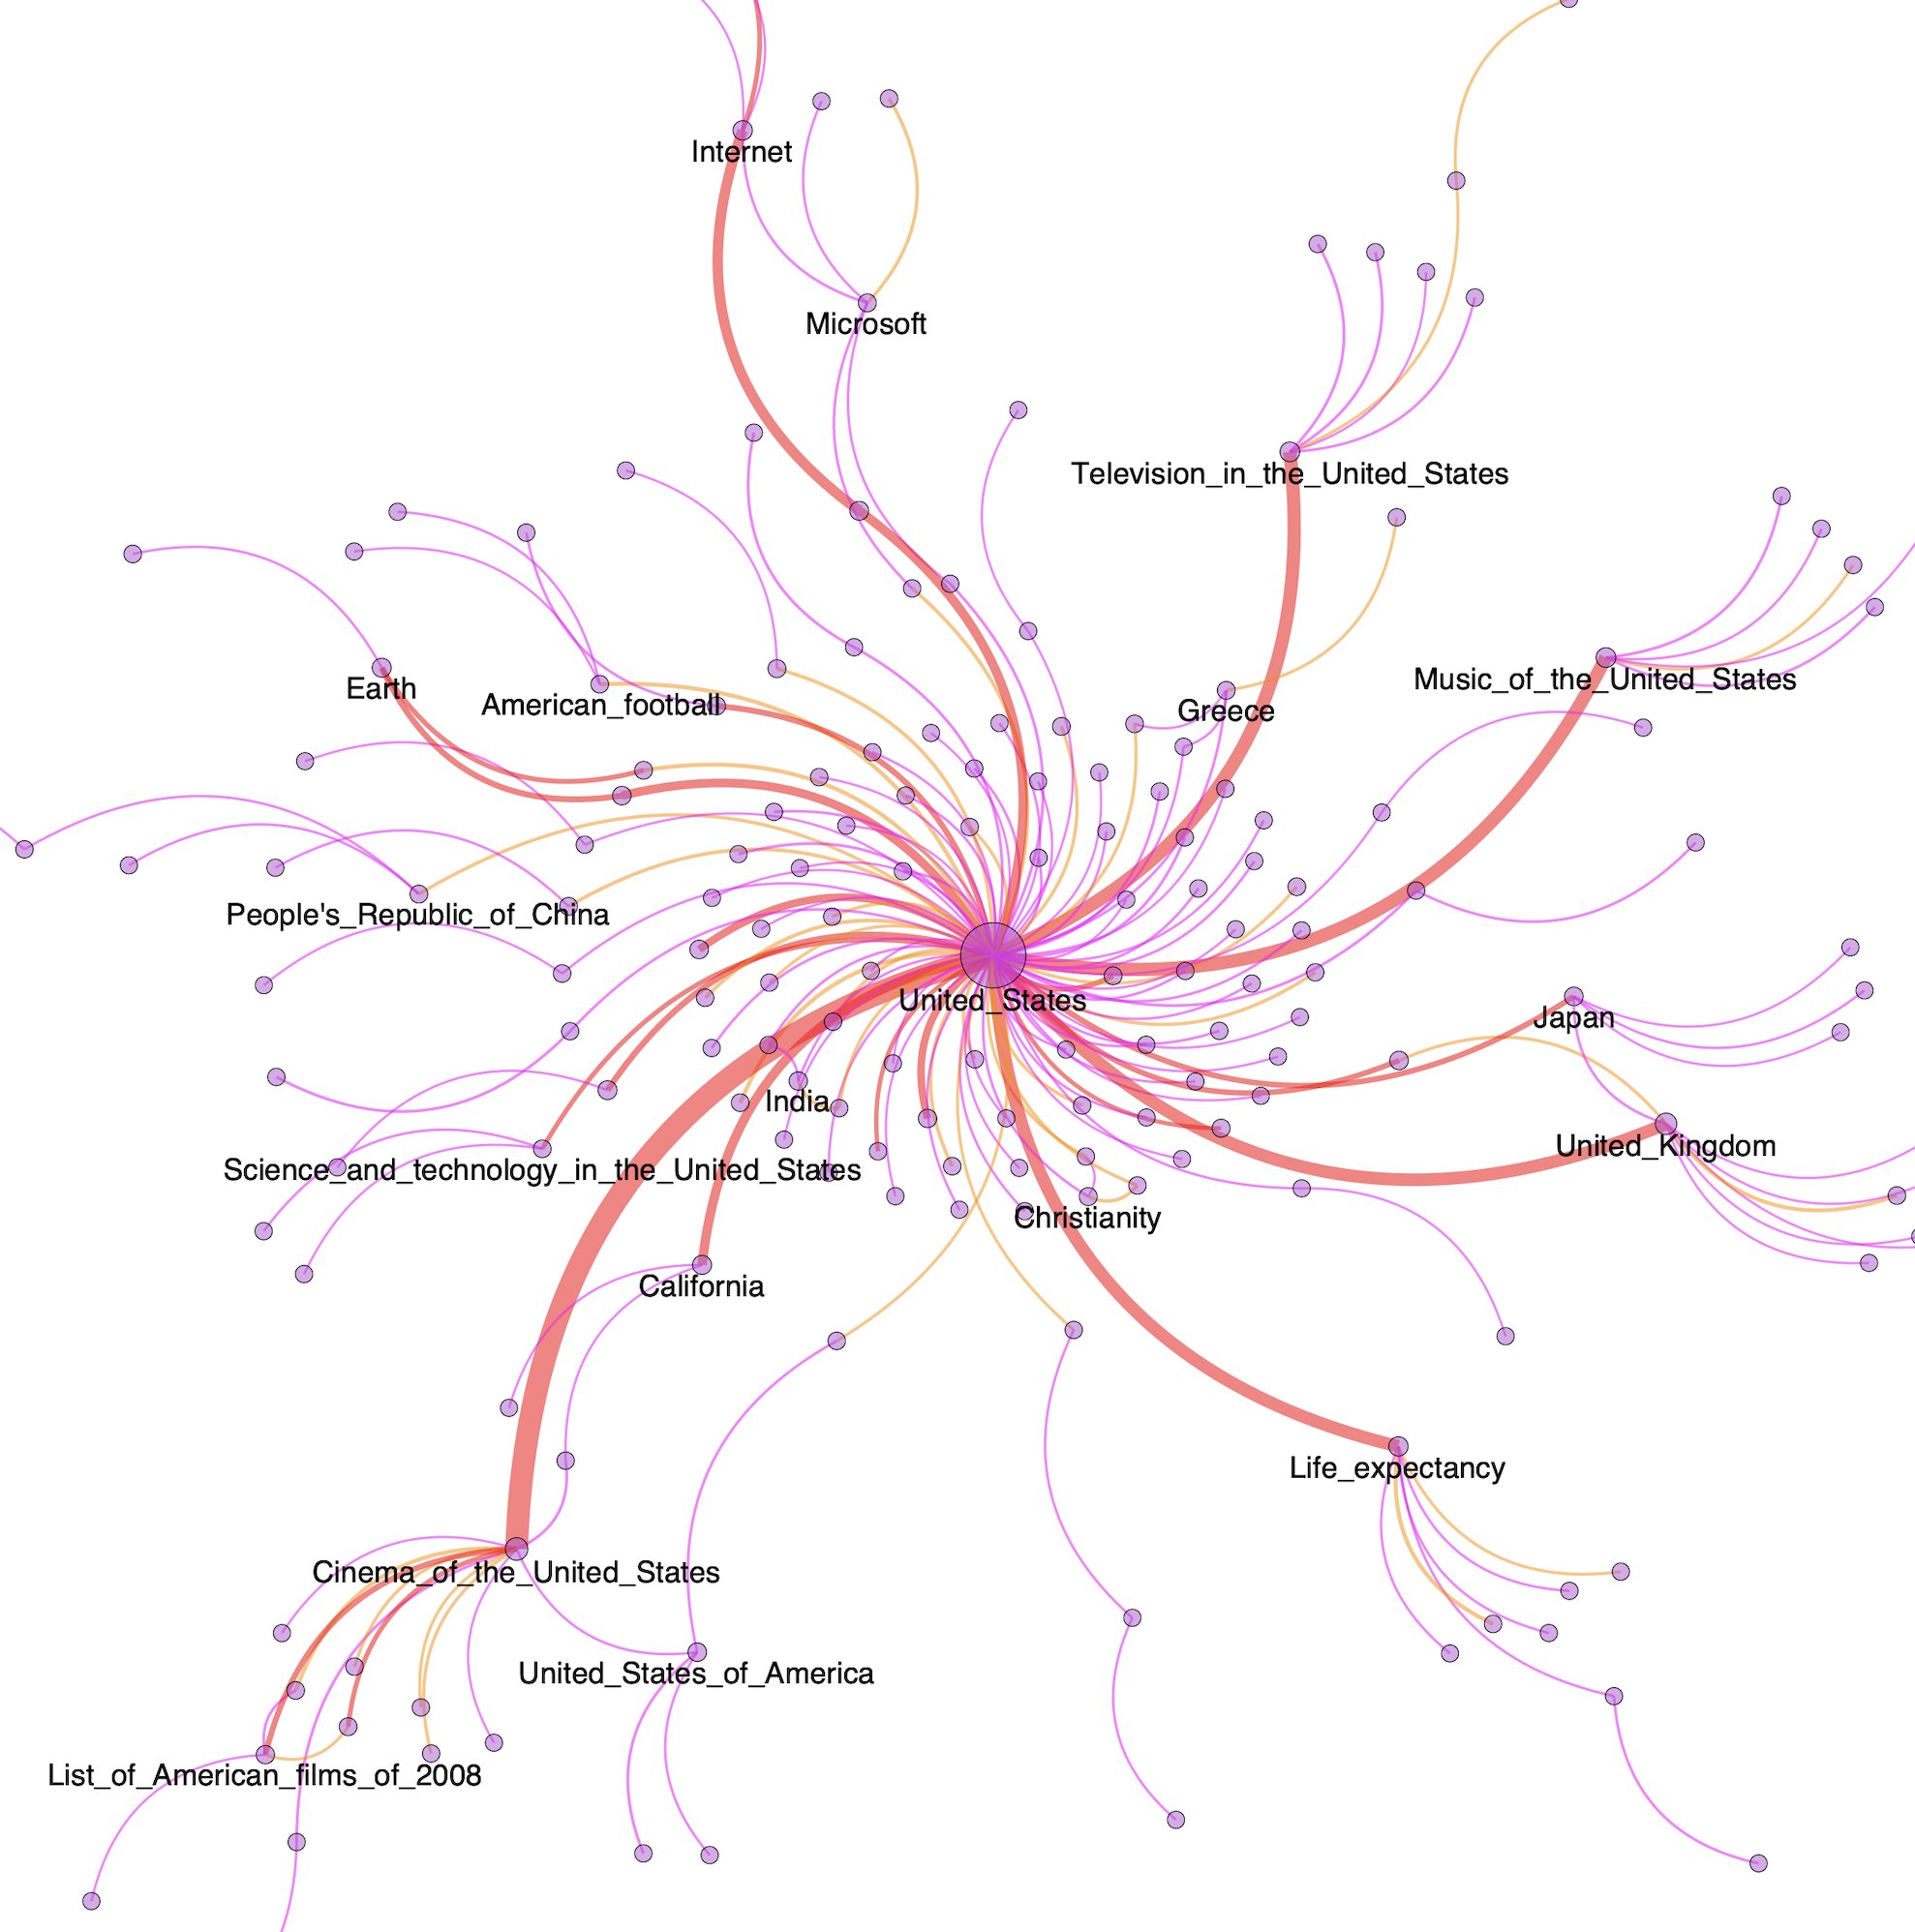 Internet
Microsoft
Television_in_the_United_States
Music_of_the_United_States
Earth
American_football
Greece
People's_Republic_of_China
United_States
Japan
India
United_Kingdom
Science_and_technology_in_the_United_States
Christianity
California
Life_expectancy
Cinema_of_the_United_States
United_States_of_America
List_of_American_films_of_2008